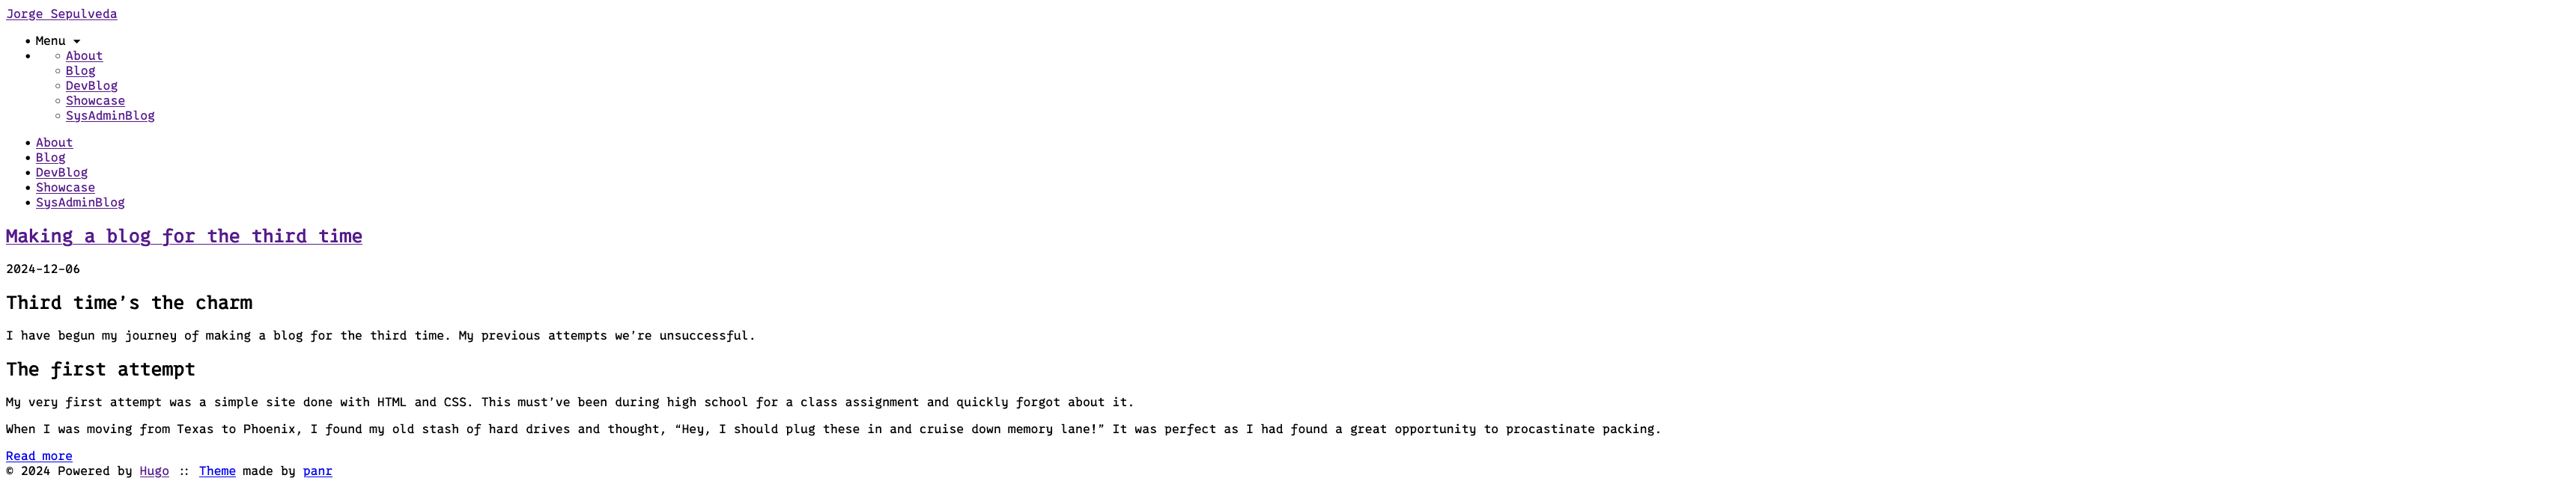 Jorge Sepulveda
Menu
About
Blog
DevBlog
Showcase
SysAdminBlog
About
Blog
DevBlog
Showcase
SysAdminBlog
Making a blog for the third time
2024-12-06
Third time’s the charm
I have begun my journey of making a blog for the third time. My previous attempts we’re unsuccessful.
The first attempt
My very first attempt was a simple site done with HTML and CSS. This must’ve been during high school for a class assignment and quickly forgot about it.
When I was moving from Texas to Phoenix, I found my old stash of hard drives and thought, “Hey, I should plug these in and cruise down memory lane!” It was perfect as I had found a great opportunity to procastinate packing.
Read more
© 2024 Powered by Hugo :: Theme made by panr